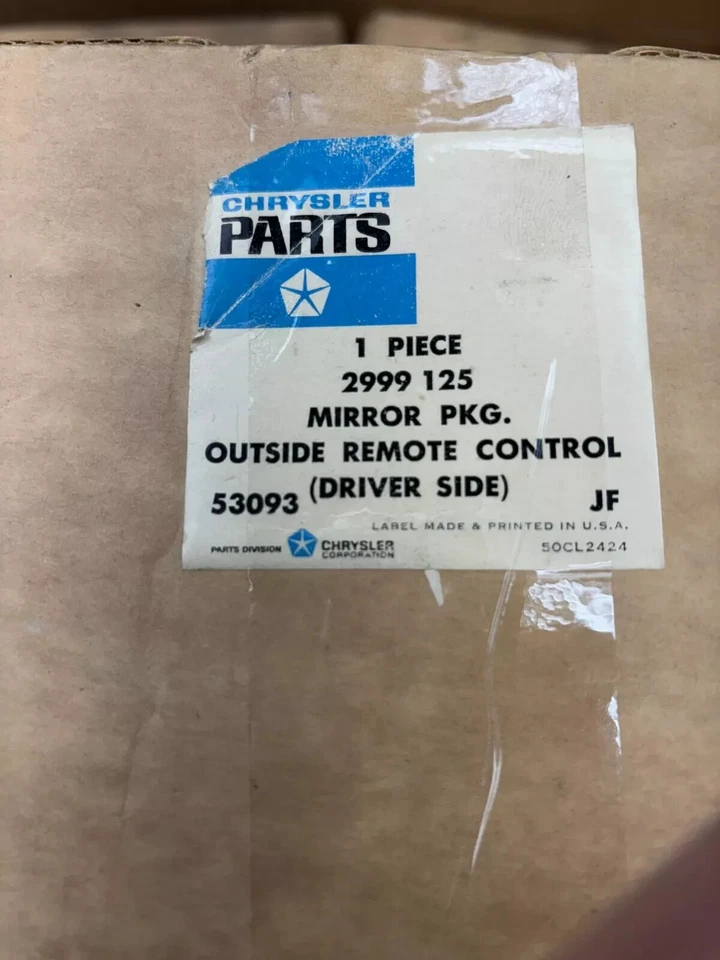 CHRYSLER
PARTS
1 PIECE
2999 125
MIRROR PKG.
OUTSIDE REMOTE CONTROL
(DRIVER SIDE)
53093 JF
LABEL MADE & PRINTED IN U.S.A.
PARTS DIVISION CHRYSLER CORPORATION 50CL2424